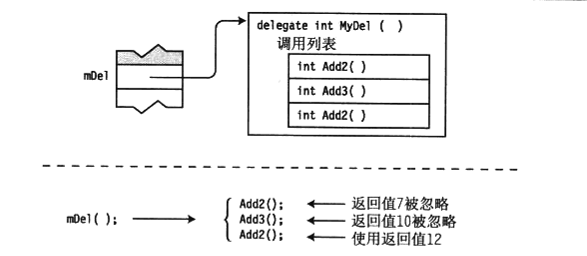 delegate int MyDel ( )
调用列表
mDel
int Add2( )
int Add3( )
int Add2( )
mDel( );
Add2(); 返回值7被忽略
Add3(); 返回值10被忽略
Add2(); 使用返回值12